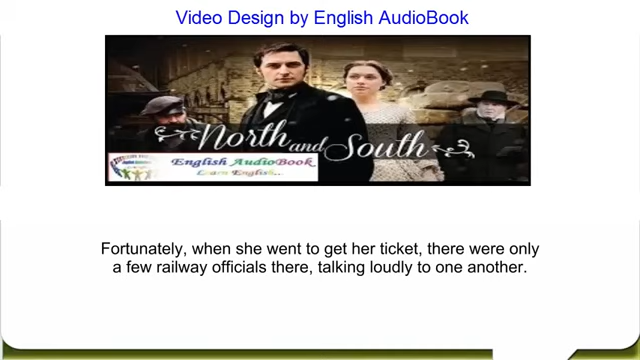 Video Design by English AudioBook
North and South
English AudioBook
Learn English...
Fortunately, when she went to get her ticket, there were only
a few railway officials there, talking loudly to one another.